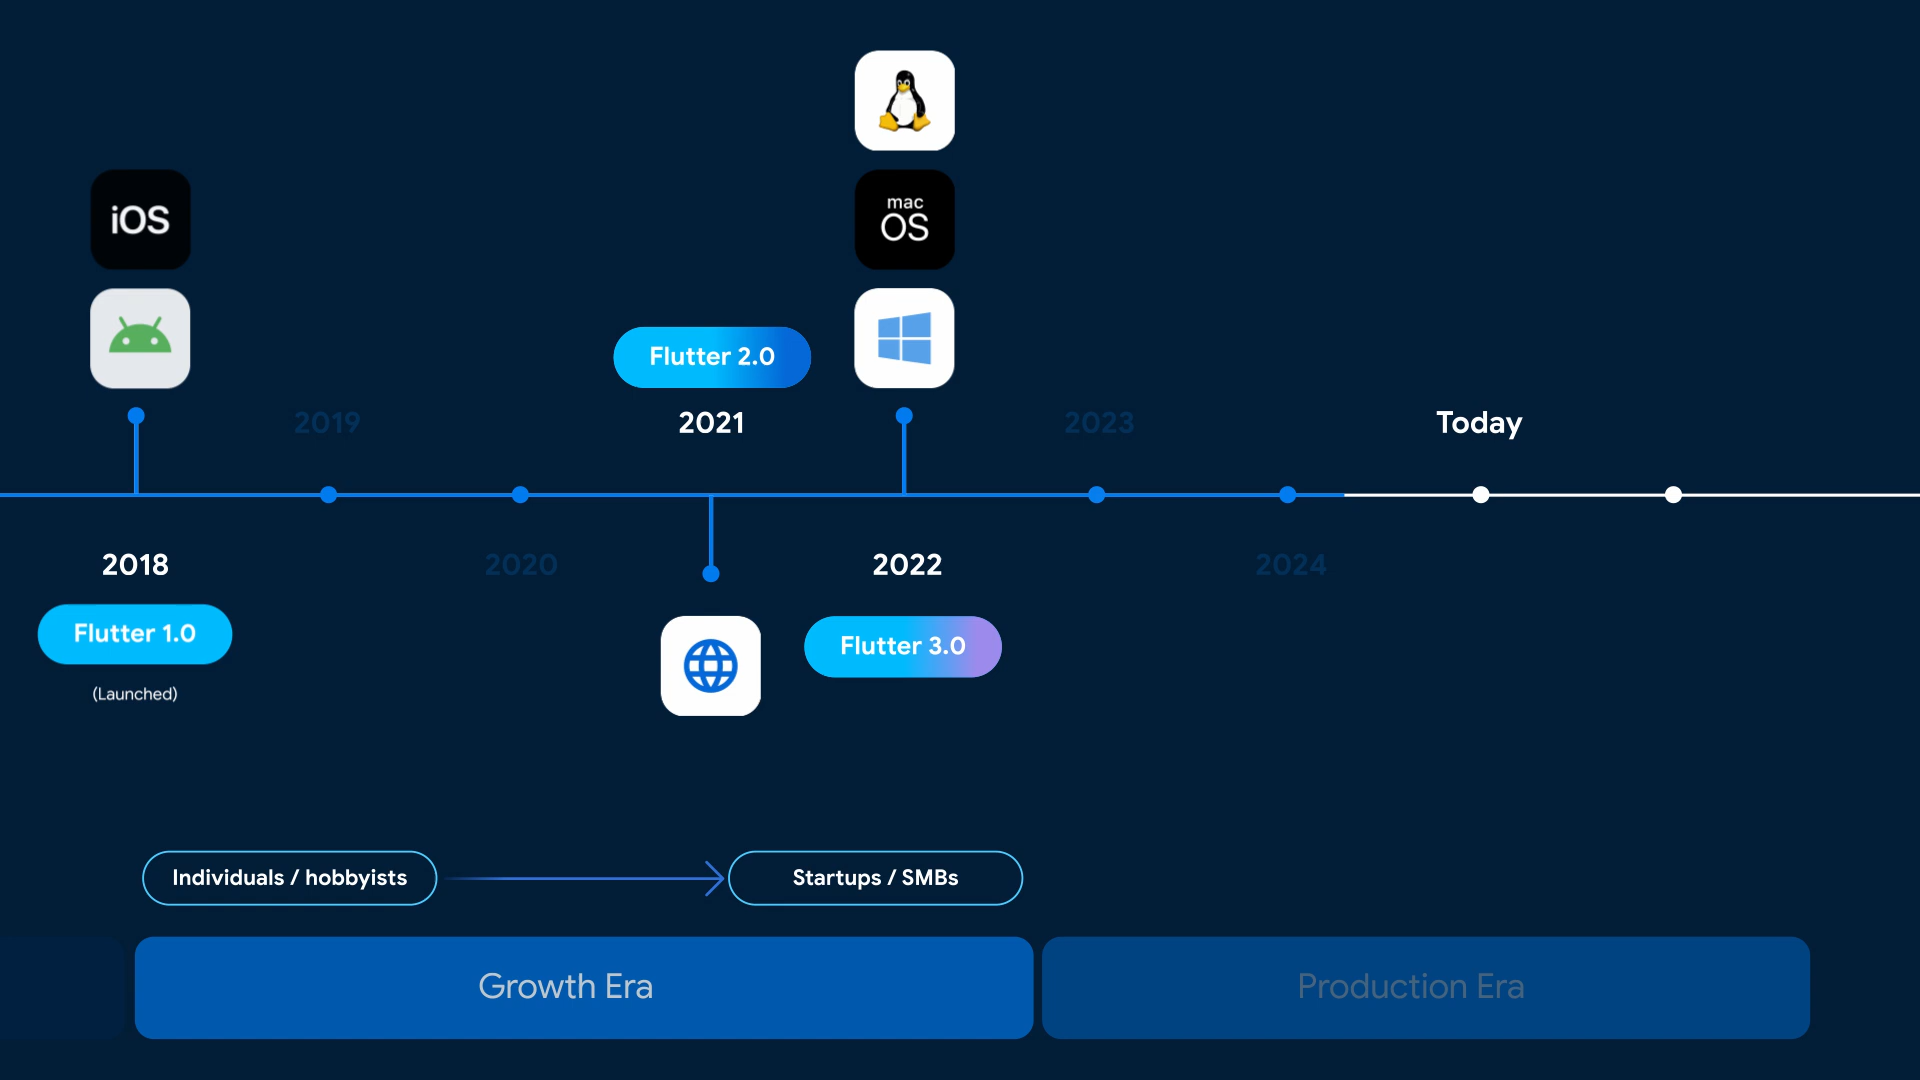 iOS
mac
OS
Flutter 2.0
2019
2021
2023
Today
2018
2020
2022
2024
Flutter 1.0
Flutter 3.0
(Launched)
Individuals / hobbyists
Startups / SMBs
Growth Era
Production Era